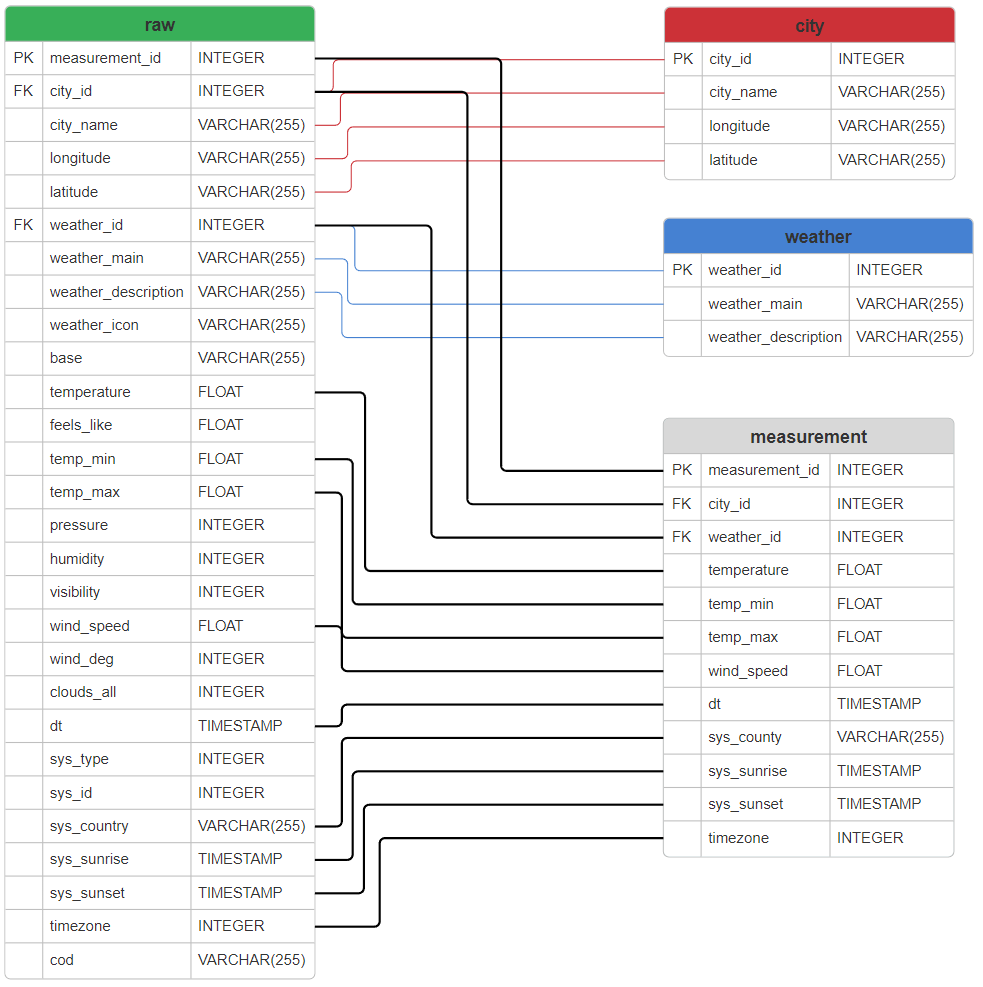 raw
PK measurement_id INTEGER
FK city_id INTEGER
city_name VARCHAR(255)
longitude VARCHAR(255)
latitude VARCHAR(255)
FK weather_id INTEGER
weather_main VARCHAR(255)
weather_description VARCHAR(255)
weather_icon VARCHAR(255)
base VARCHAR(255)
temperature FLOAT
feels_like FLOAT
temp_min FLOAT
temp_max FLOAT
pressure INTEGER
humidity INTEGER
visibility INTEGER
wind_speed FLOAT
wind_deg INTEGER
clouds_all INTEGER
dt TIMESTAMP
sys_type INTEGER
sys_id INTEGER
sys_country VARCHAR(255)
sys_sunrise TIMESTAMP
sys_sunset TIMESTAMP
timezone INTEGER
cod VARCHAR(255)
city
PK city_id INTEGER
city_name VARCHAR(255)
longitude VARCHAR(255)
latitude VARCHAR(255)
weather
PK weather_id INTEGER
weather_main VARCHAR(255)
weather_description VARCHAR(255)
measurement
PK measurement_id INTEGER
FK city_id INTEGER
FK weather_id INTEGER
temperature FLOAT
temp_min FLOAT
temp_max FLOAT
wind_speed FLOAT
dt TIMESTAMP
sys_county VARCHAR(255)
sys_sunrise TIMESTAMP
sys_sunset TIMESTAMP
timezone INTEGER